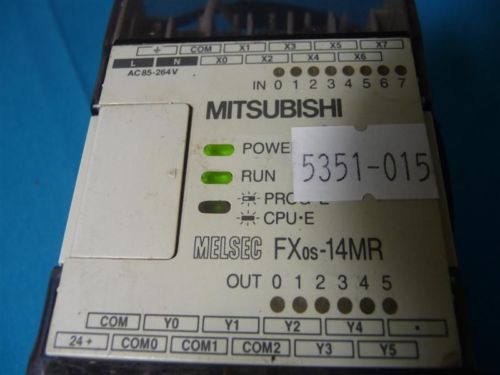 COM X1 X3 X5 X7
L N X0 X2 X4 X6
AC85-264V
IN 0 1 2 3 4 5 6 7
MITSUBISHI
5351-015
RUN
CPU·E
MELSEC FX0S-14MR
OUT 0 1 2 3 4 5
COM Y0 Y1 Y2 Y4 •
24+ COM0 COM1 COM2 Y3 Y5